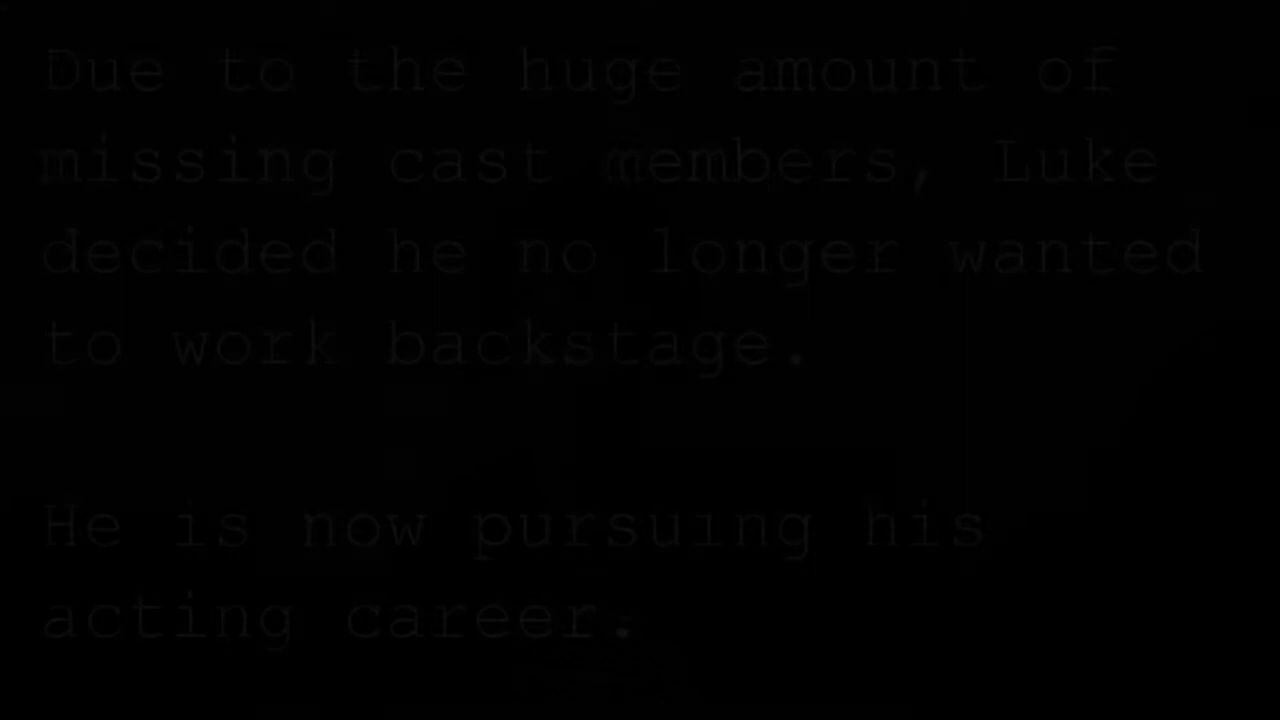 Due to the huge amount of
missing cast members, Luke
decided he no longer wanted
to work backstage.
He is now pursuing his
acting career.